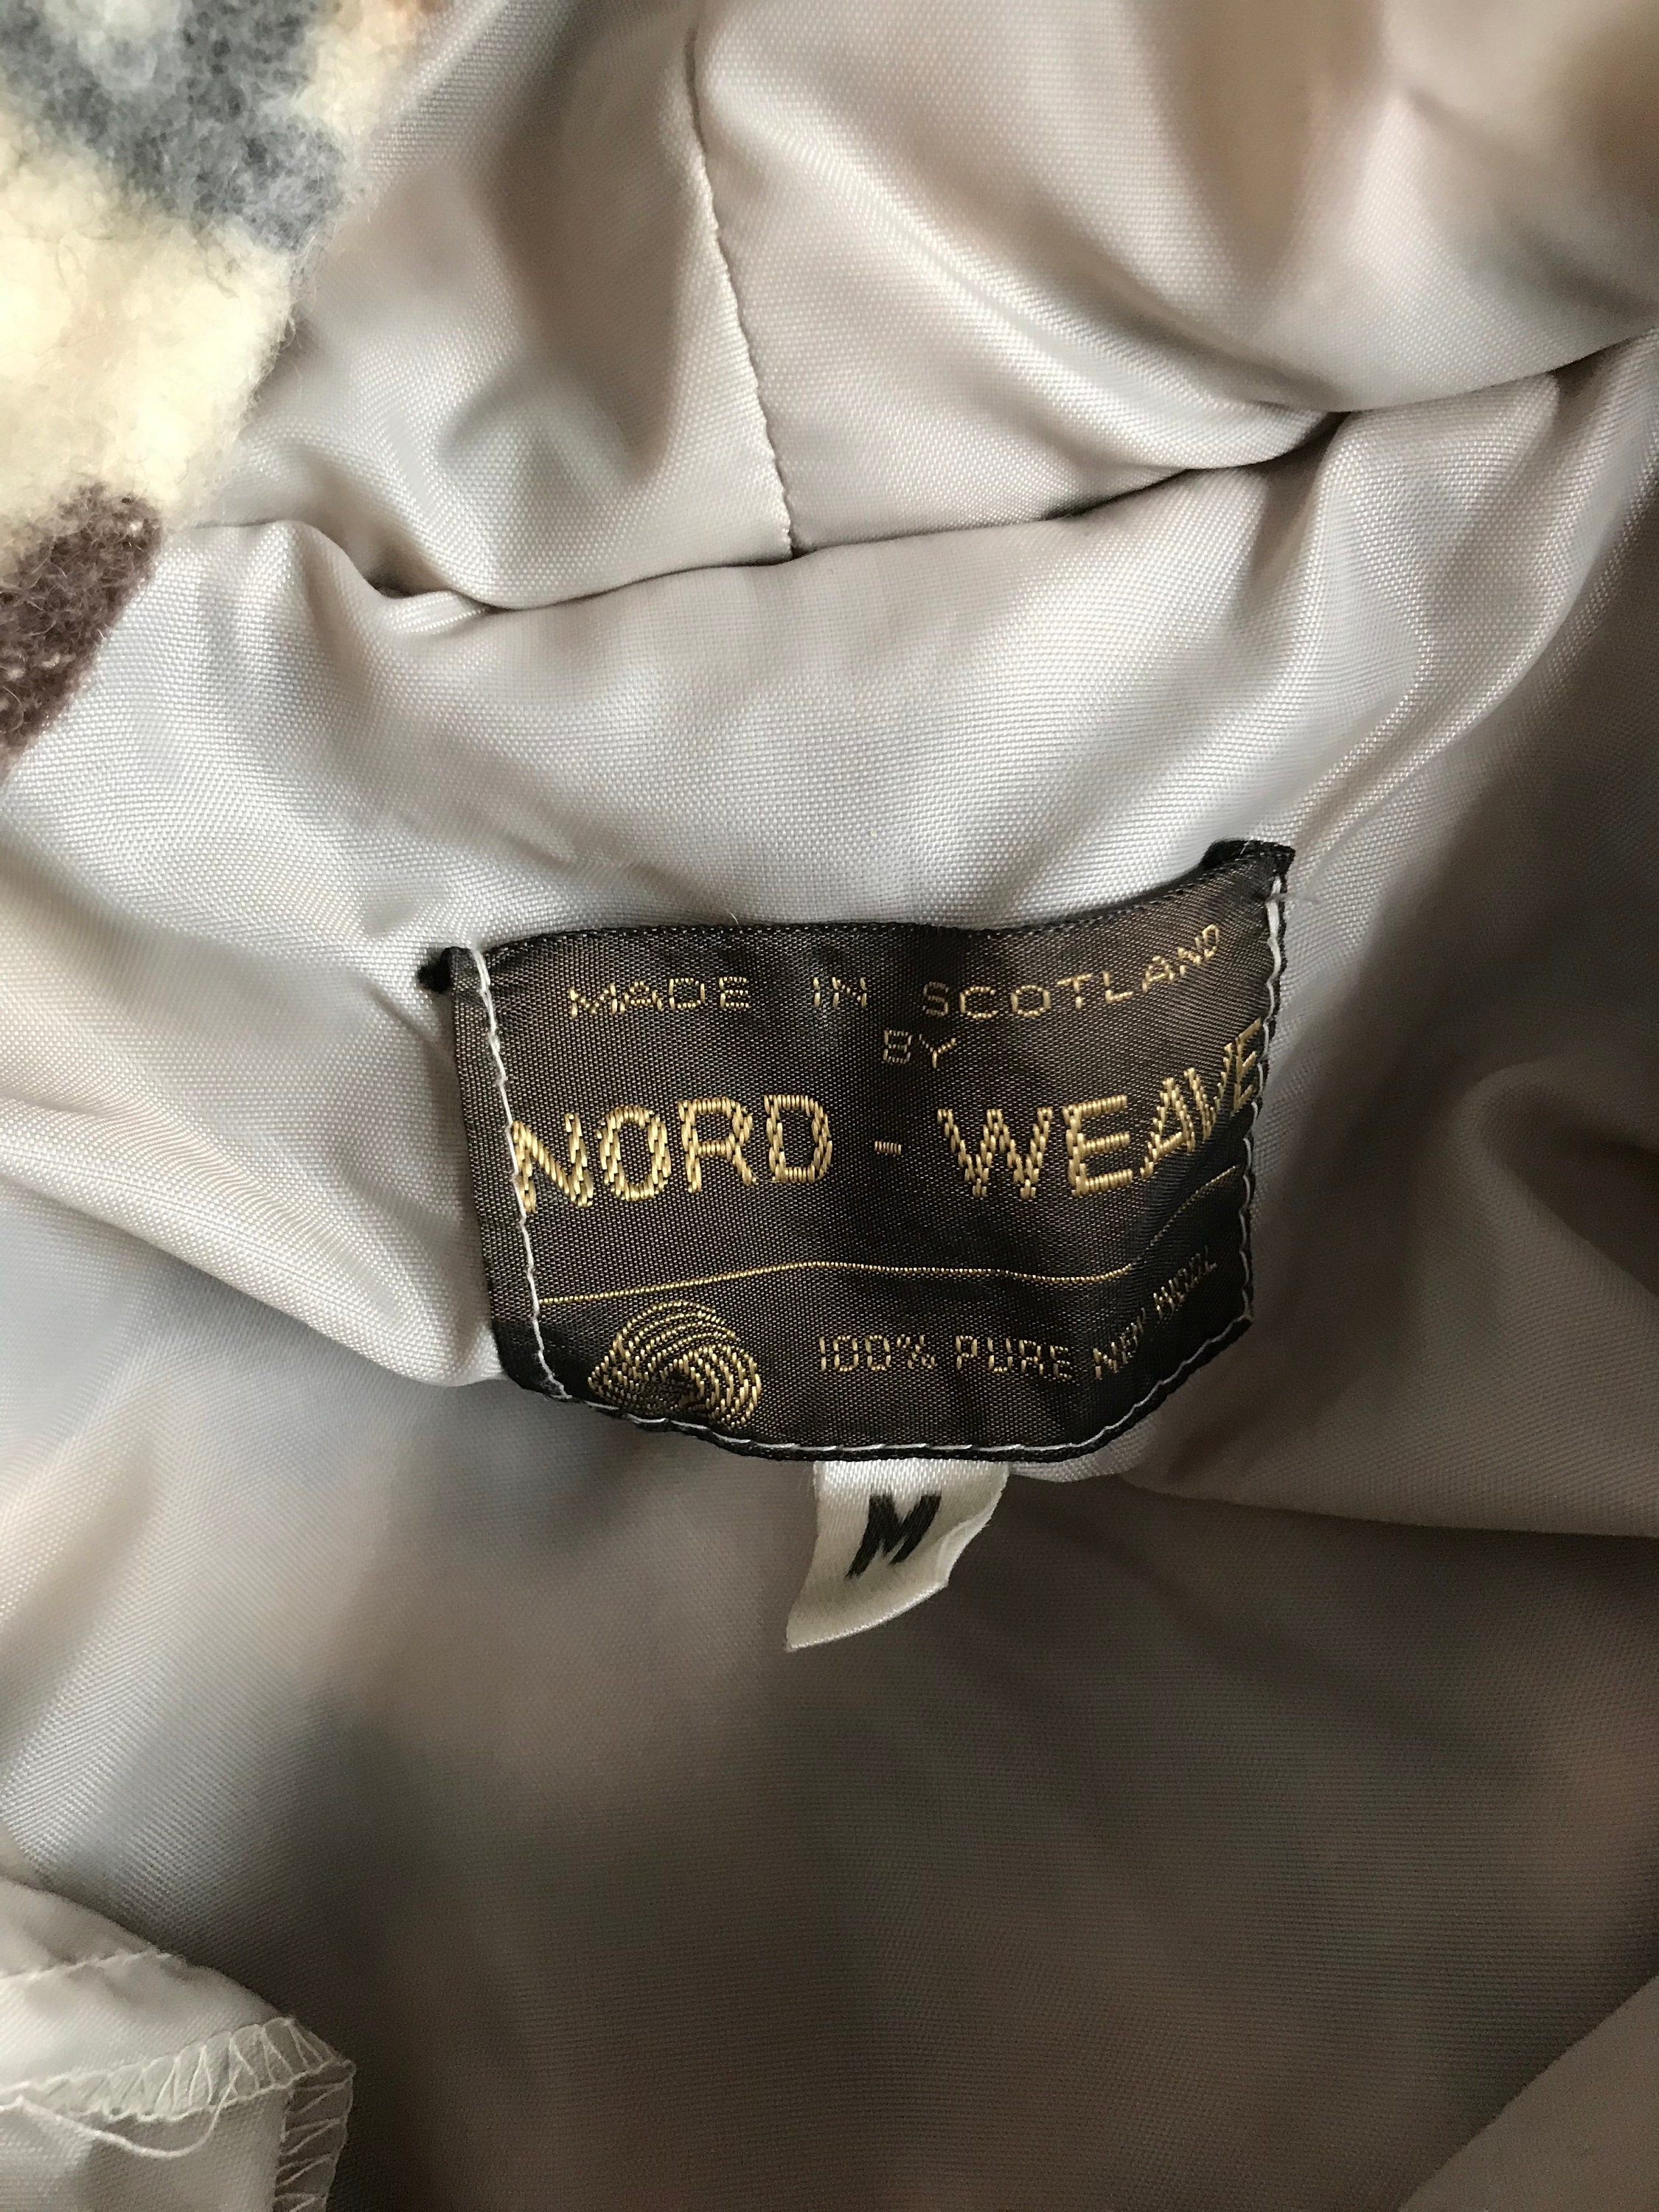 MADE IN SCOTLAND
BY
NORD - WEAVE
100% PURE NEW WOOL
M